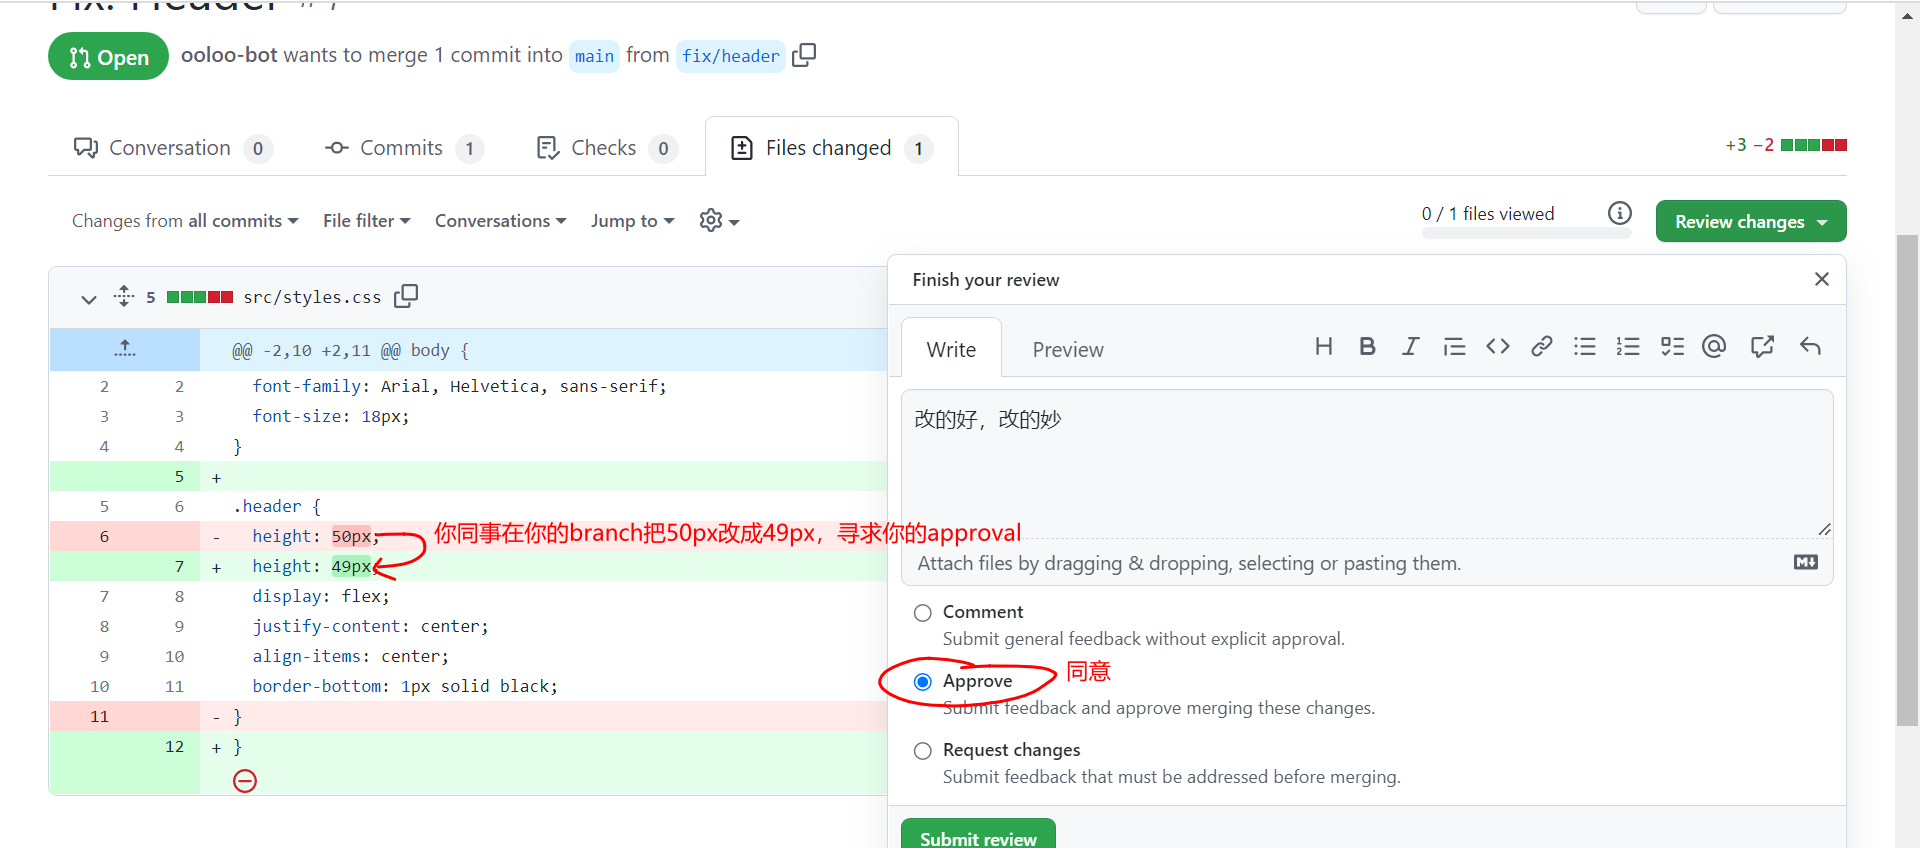 Open ooloo-bot wants to merge 1 commit into main from fix/header
Conversation 0 Commits 1 Checks 0 Files changed 1 +3 −2
Changes from all commits File filter Conversations Jump to 0 / 1 files viewed Review changes
5 src/styles.css
@@ -2,10 +2,11 @@ body {
2 2 font-family: Arial, Helvetica, sans-serif;
3 3 font-size: 18px;
4 4 }
5 +
5 6 .header {
6 - height: 50px;
7 + height: 49px;
7 8 display: flex;
8 9 justify-content: center;
9 10 align-items: center;
10 11 border-bottom: 1px solid black;
11 - }
12 + }
你同事在你的branch把50px改成49px，寻求你的approval
Finish your review
Write Preview
改的好，改的妙
Attach files by dragging & dropping, selecting or pasting them.
Comment
Submit general feedback without explicit approval.
Approve 同意
Submit feedback and approve merging these changes.
Request changes
Submit feedback that must be addressed before merging.
Submit review